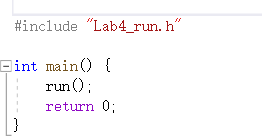 #include "Lab4_run.h"
int main() {
    run();
    return 0;
}